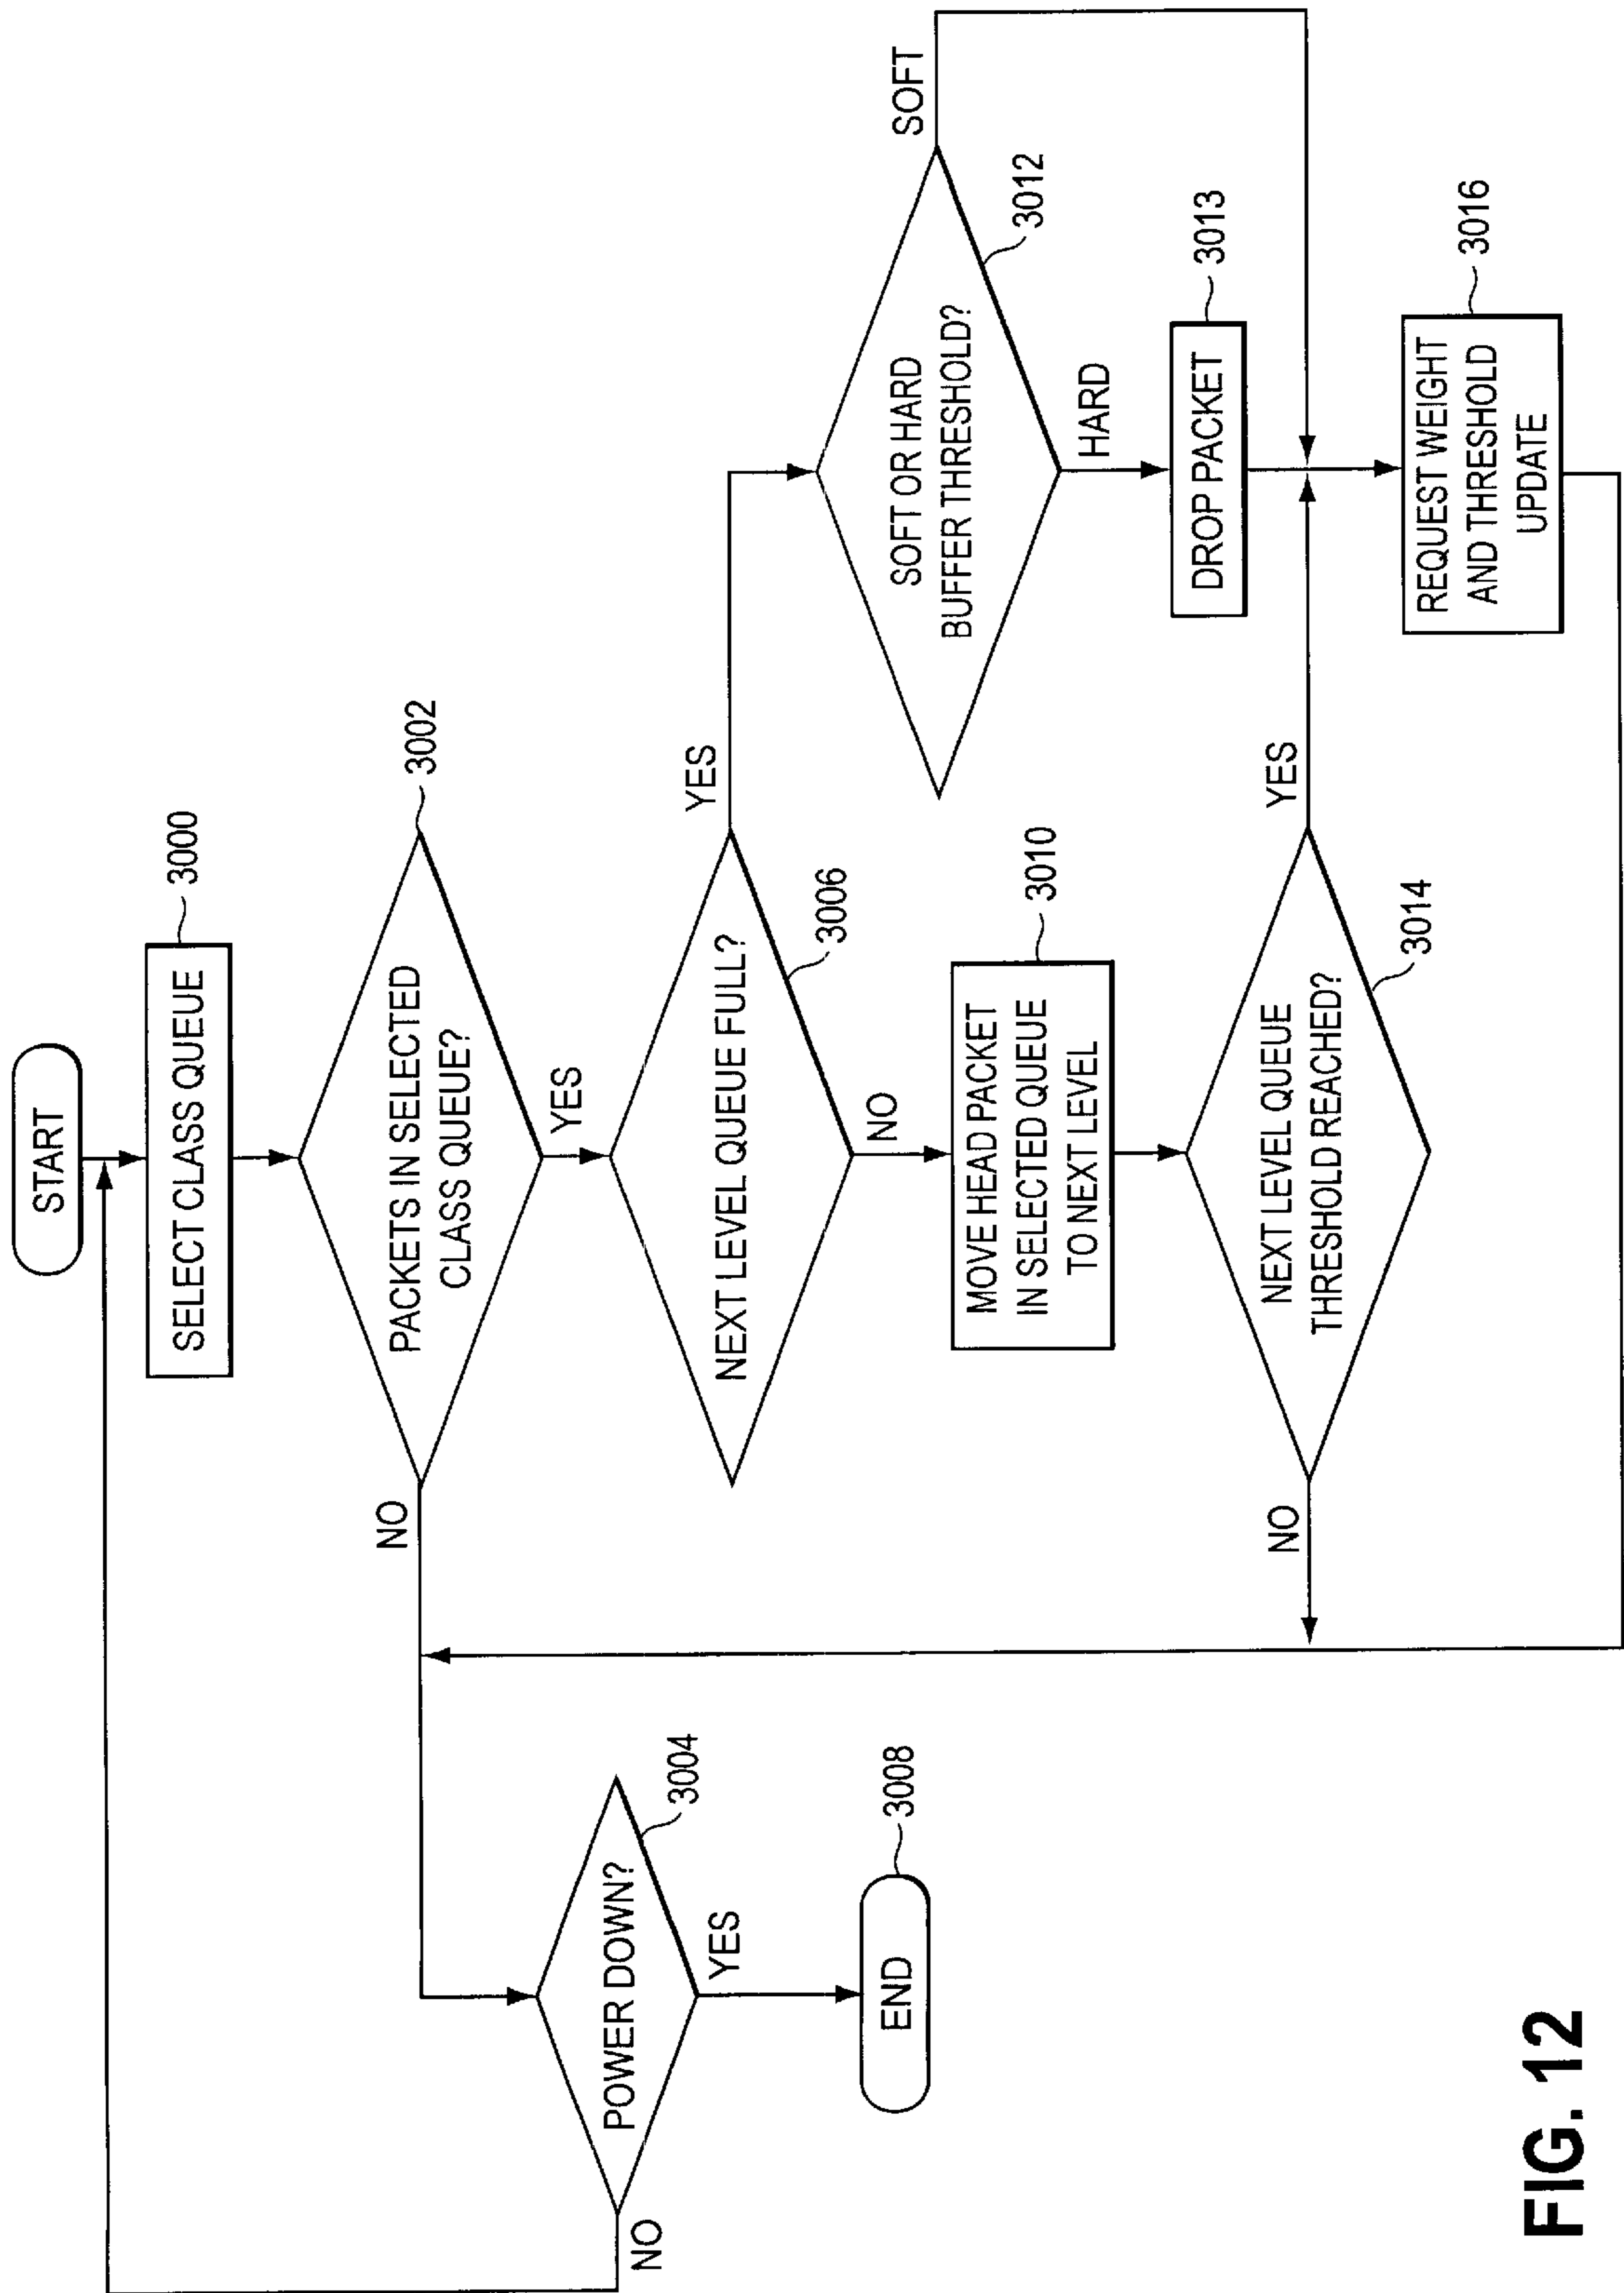 START
SELECT CLASS QUEUE
3000
PACKETS IN SELECTED
CLASS QUEUE?
3002
NO
YES
POWER DOWN?
3004
NO
YES
END
3008
NEXT LEVEL QUEUE FULL?
3006
YES
NO
SOFT OR HARD
BUFFER THRESHOLD?
3012
SOFT
HARD
MOVE HEAD PACKET
IN SELECTED QUEUE
TO NEXT LEVEL
3010
DROP PACKET
3013
NEXT LEVEL QUEUE
THRESHOLD REACHED?
3014
NO
YES
REQUEST WEIGHT
AND THRESHOLD
UPDATE
3016
FIG. 12